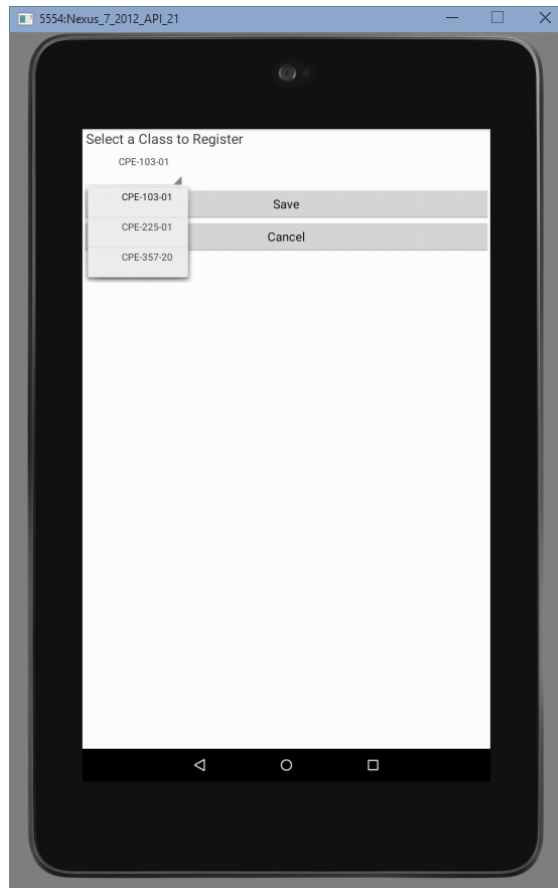 5554:Nexus_7_2012_API_21
Select a Class to Register
CPE-103-01
CPE-103-01
Save
CPE-225-01
Cancel
CPE-357-20